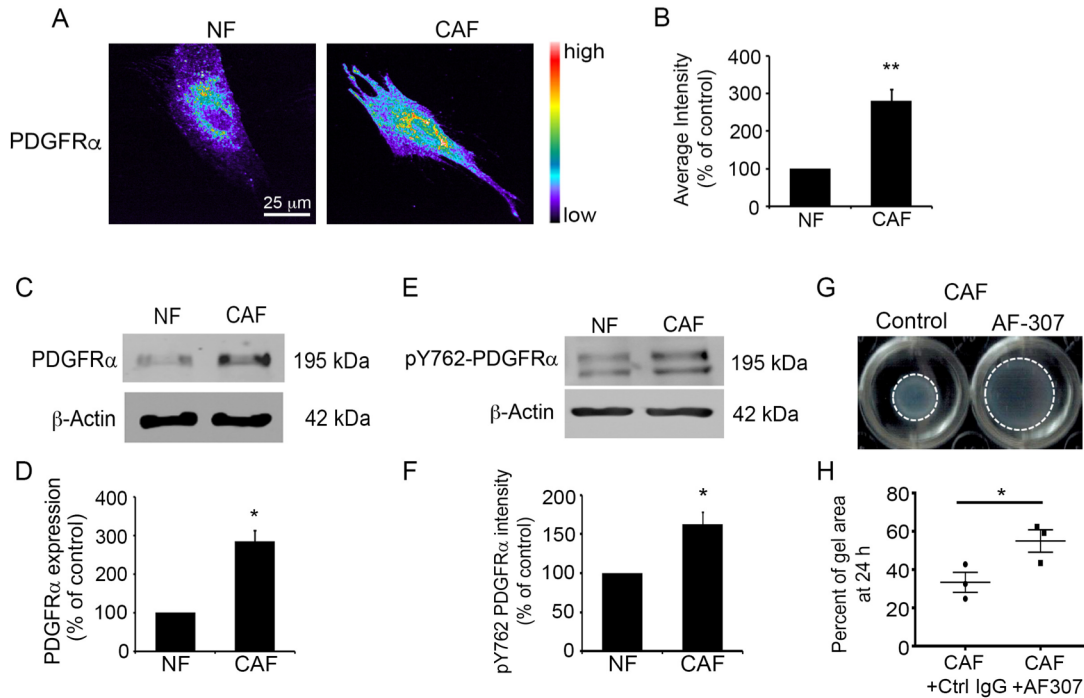 A
NF
CAF
PDGFRα
25 μm
high
low
B
Average Intensity
(% of control)
400
300
200
100
0
**
NF
CAF
C
NF
CAF
PDGFRα
195 kDa
β-Actin
42 kDa
D
PDGFRα expression
(% of control)
400
300
200
100
0
*
NF
CAF
E
NF
CAF
pY762-PDGFRα
195 kDa
β-Actin
42 kDa
F
pY762 PDGFRα intensity
(% of control)
200
150
100
50
0
*
NF
CAF
G
CAF
Control
AF-307
H
Percent of gel area
at 24 h
80
60
40
20
0
*
CAF
+Ctrl IgG
CAF
+AF307